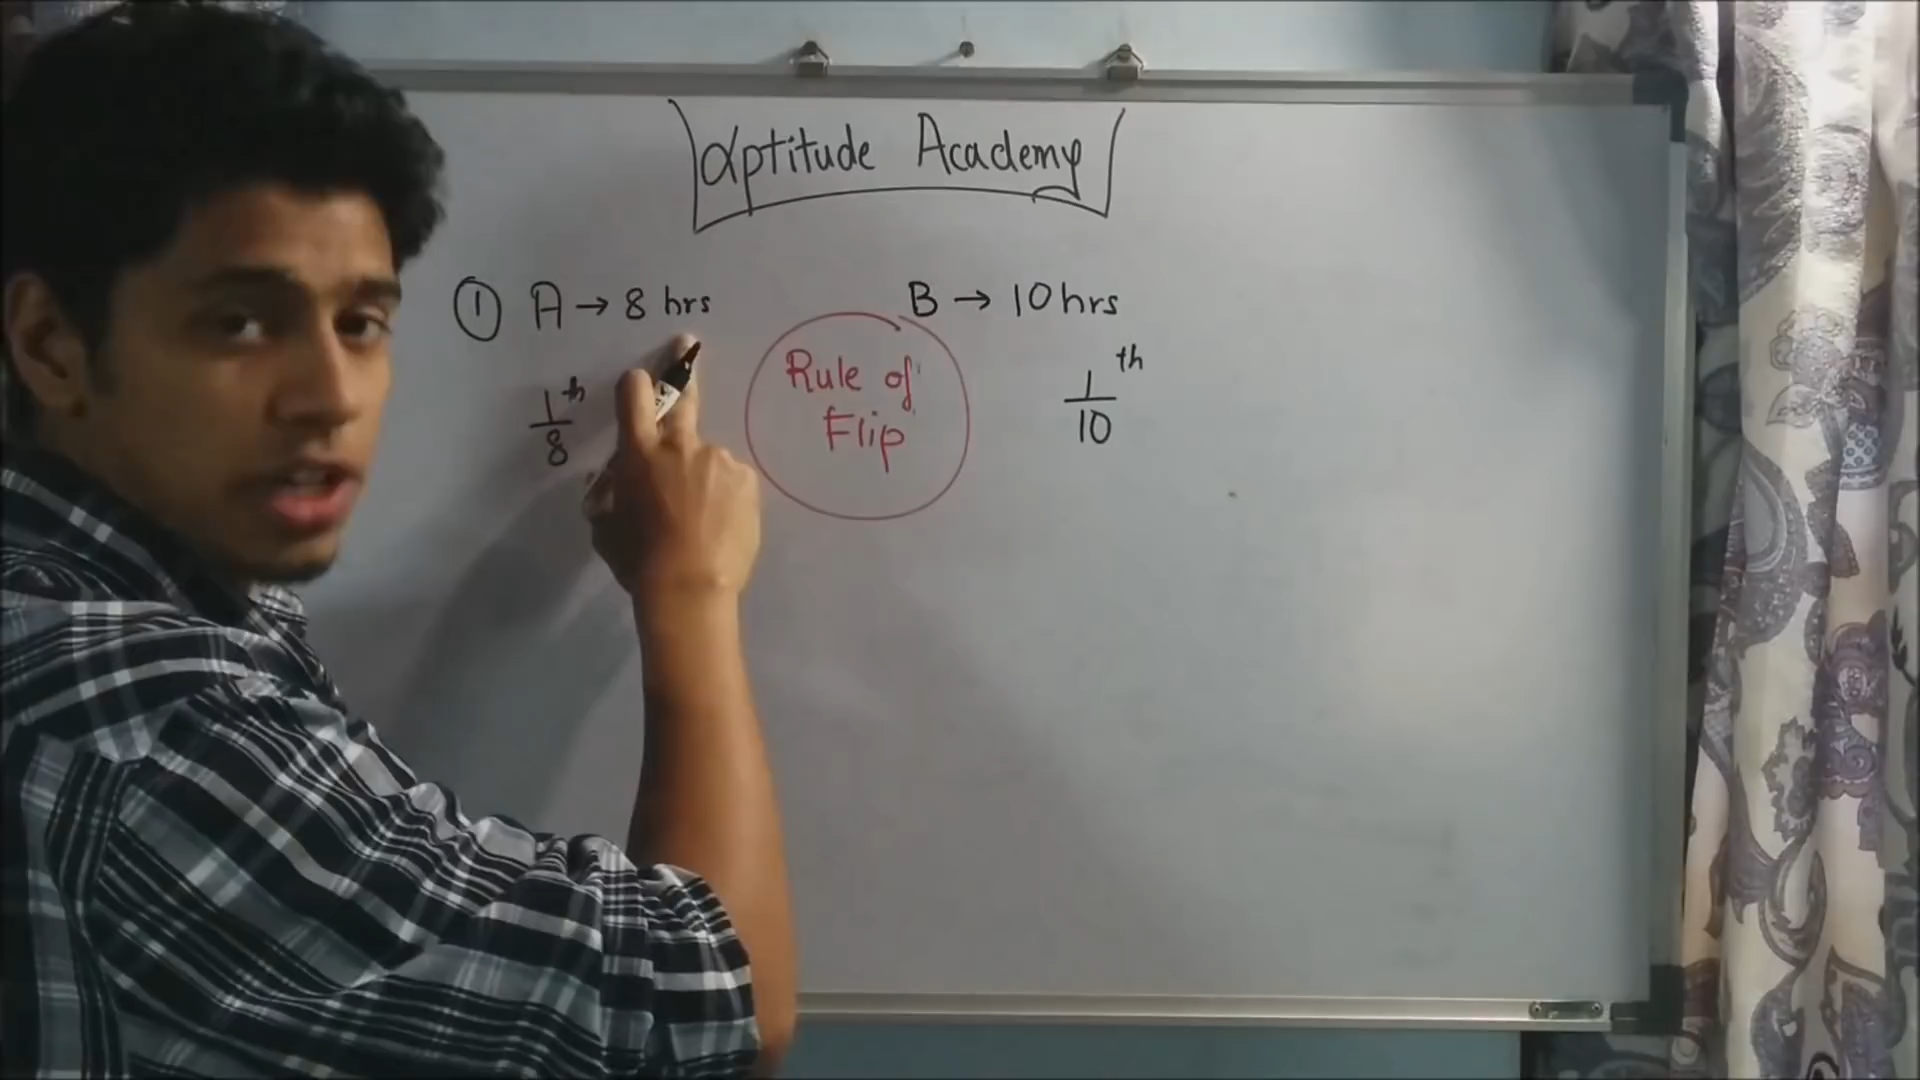 Aptitude Academy
① A → 8 hrs
B → 10 hrs
Rule of
Flip
1/8 th
1/10 th